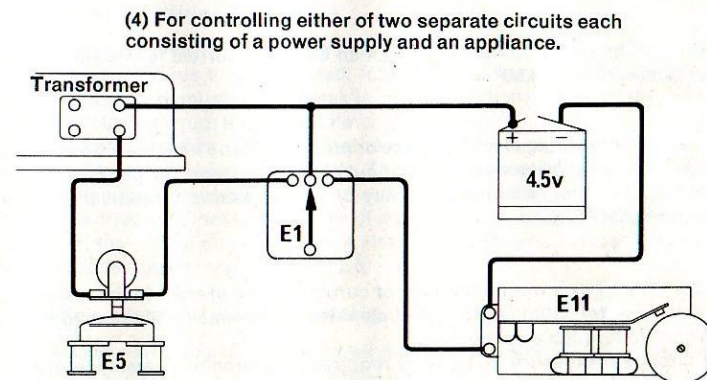 (4) For controlling either of two separate circuits each
consisting of a power supply and an appliance.
Transformer
+ −
4.5v
E1
E11
E5